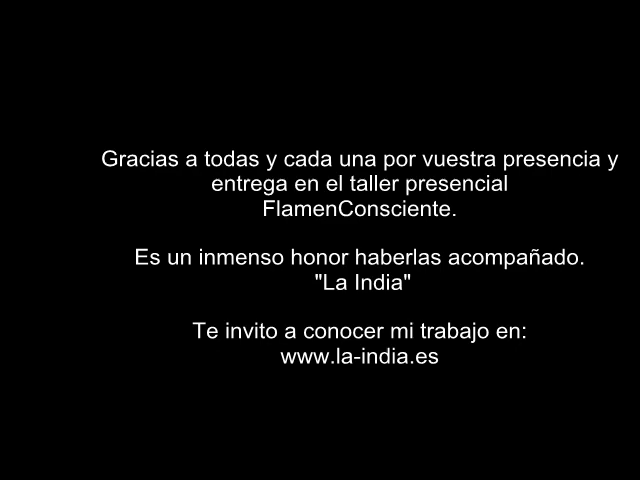 Gracias a todas y cada una por vuestra presencia y
entrega en el taller presencial
FlamenConsciente.
Es un inmenso honor haberlas acompañado.
"La India"
Te invito a conocer mi trabajo en:
www.la-india.es